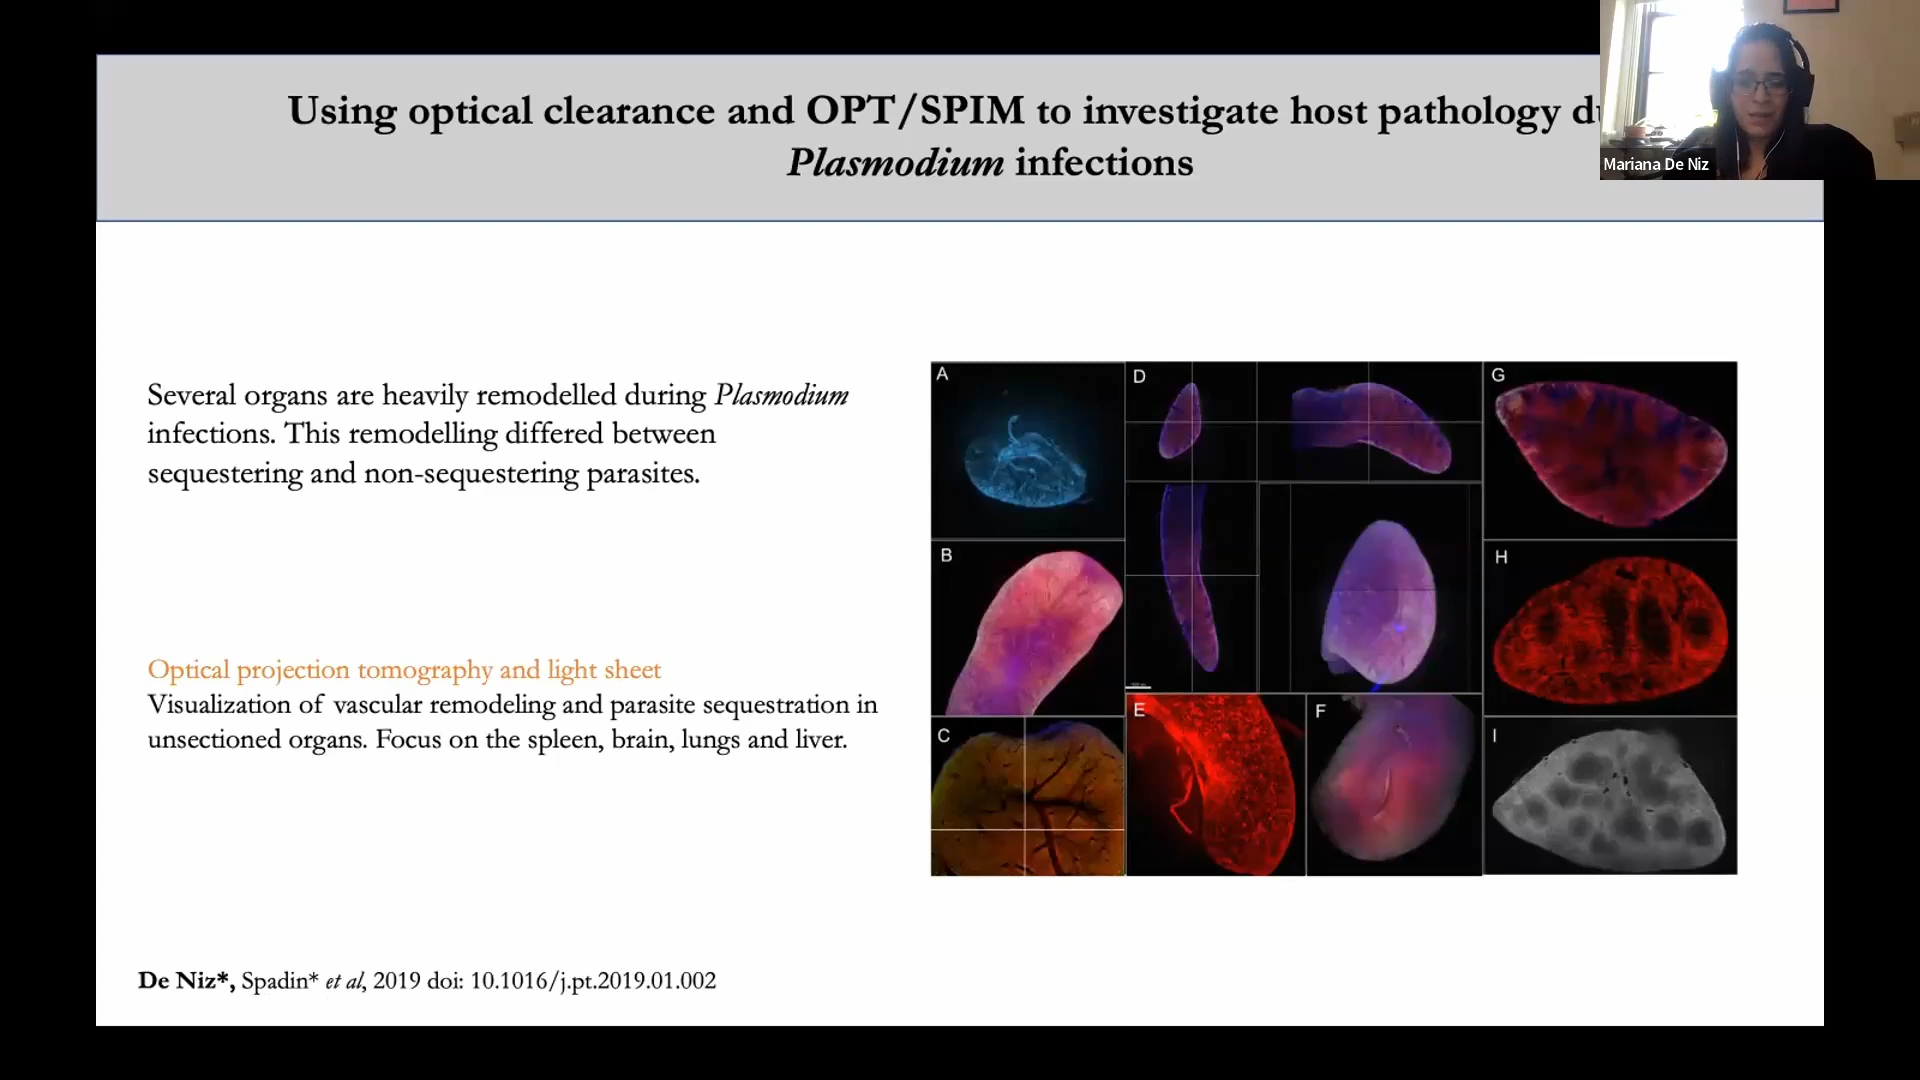 Using optical clearance and OPT/SPIM to investigate host pathology
Plasmodium infections
Mariana De Niz
Several organs are heavily remodelled during Plasmodium
infections. This remodelling differed between
sequestering and non-sequestering parasites.
Optical projection tomography and light sheet
Visualization of vascular remodeling and parasite sequestration in
unsectioned organs. Focus on the spleen, brain, lungs and liver.
De Niz*, Spadin* et al, 2019 doi: 10.1016/j.pt.2019.01.002
A
D
G
B
H
C
E
F
I